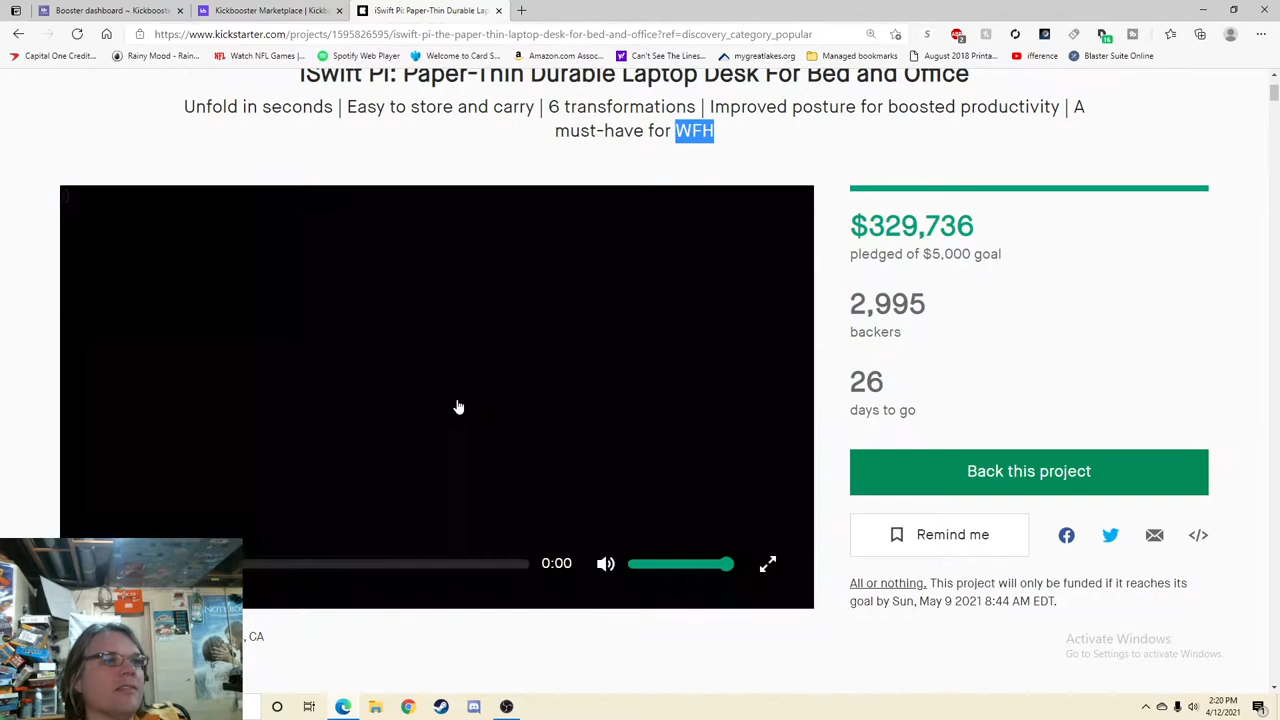 Booster dashboard ~ Kickbooste
Kickbooster Marketplace | Kickb
iSwift Pi: Paper-Thin Durable Lap
https://www.kickstarter.com/projects/1595826595/iswift-pi-the-paper-thin-laptop-desk-for-bed-and-office?ref=discovery_category_popular
Capital One Credit...
Rainy Mood - Rain...
Watch NFL Games |...
Spotify Web Player
Welcome to Card S...
Amazon.com Assoc...
Can't See The Lines...
mygreatlakes.org
Managed bookmarks
August 2018 Printa...
ifference
Blaster Suite Online
iSwift Pi: Paper-Thin Durable Laptop Desk For Bed and Office
Unfold in seconds | Easy to store and carry | 6 transformations | Improved posture for boosted productivity | A
must-have for WFH
$329,736
pledged of $5,000 goal
2,995
backers
26
days to go
Back this project
Remind me
All or nothing. This project will only be funded if it reaches its
goal by Sun, May 9 2021 8:44 AM EDT.
0:00
, CA
Activate Windows
Go to Settings to activate Windows.
2:20 PM
4/12/2021